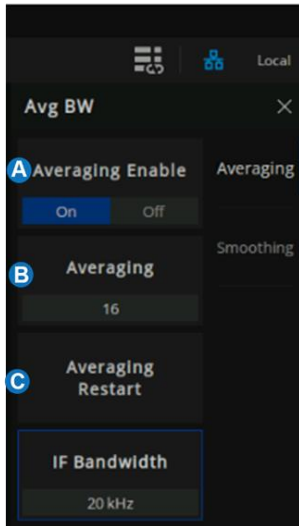 Local
Avg BW
A Averaging Enable
On Off
B Averaging
16
C Averaging
Restart
IF Bandwidth
20 kHz
Averaging
Smoothing